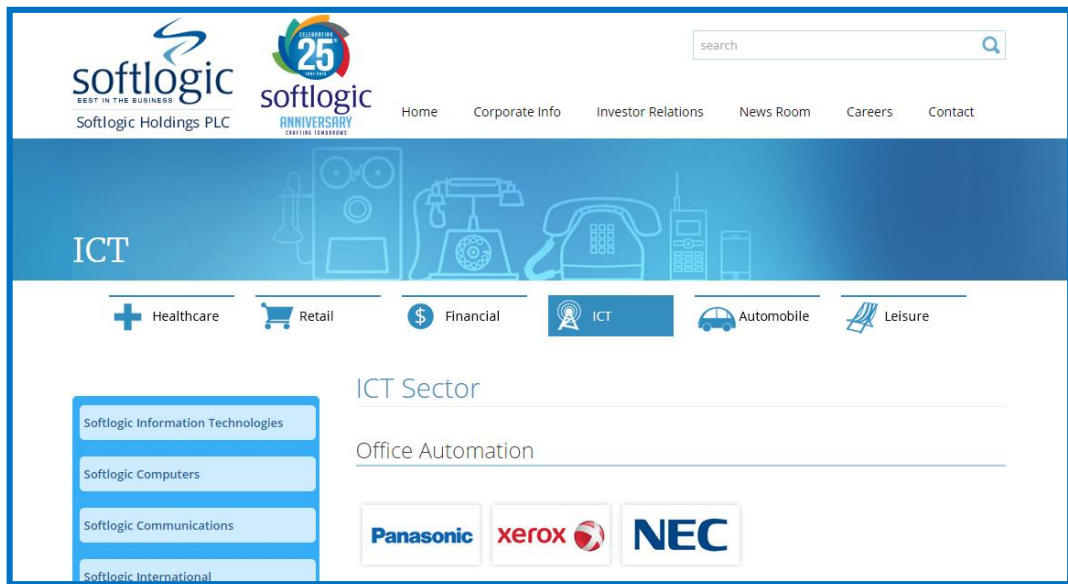 softlogic
BEST IN THE BUSINESS
Softlogic Holdings PLC
CELEBRATING
25
softlogic
ANNIVERSARY
CRAFTING TOMORROWS
search
Home Corporate Info Investor Relations News Room Careers Contact
ICT
Healthcare Retail $ Financial ICT Automobile Leisure
Softlogic Information Technologies
Softlogic Computers
Softlogic Communications
Softlogic International
ICT Sector
Office Automation
Panasonic xerox NEC